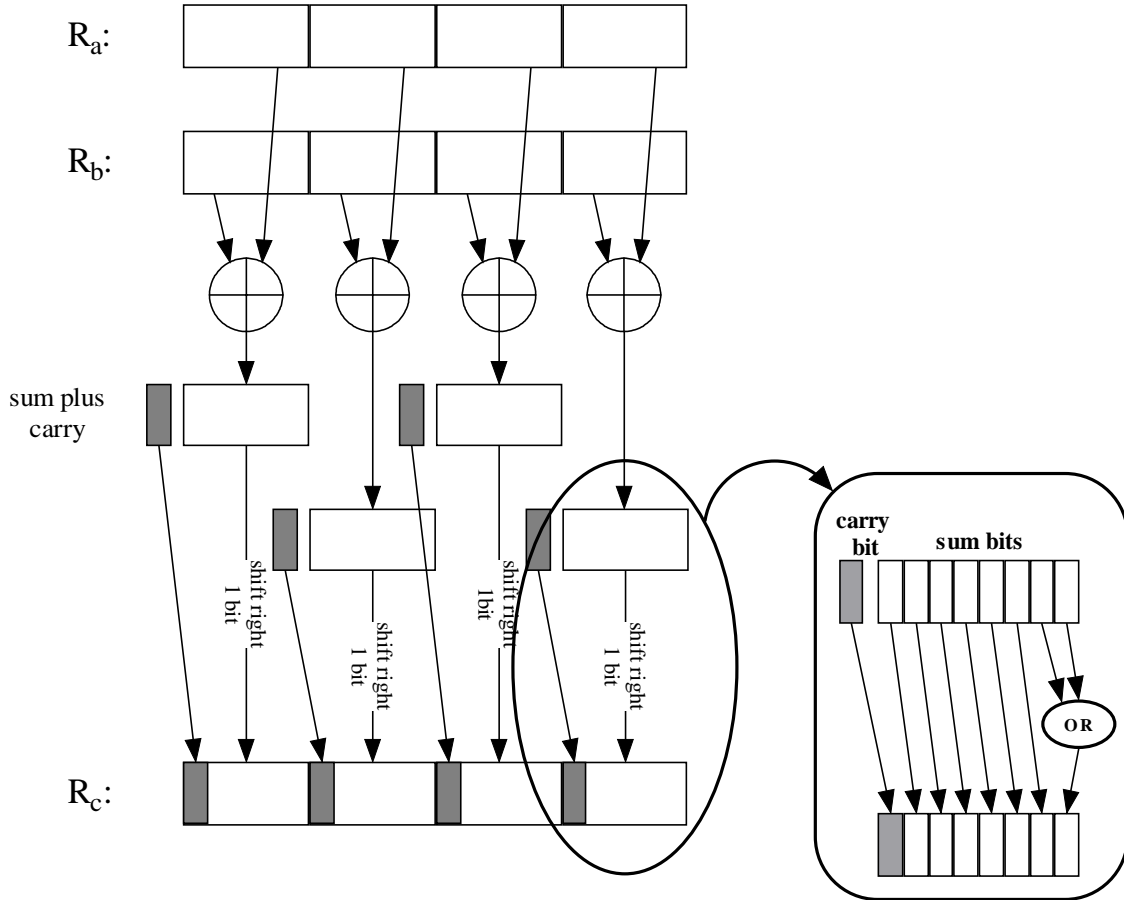 Ra:
Rb:
sum plus
carry
shift right
1 bit
shift right
1 bit
shift right
1bit
shift right
1 bit
Rc:
carry
bit
sum bits
OR